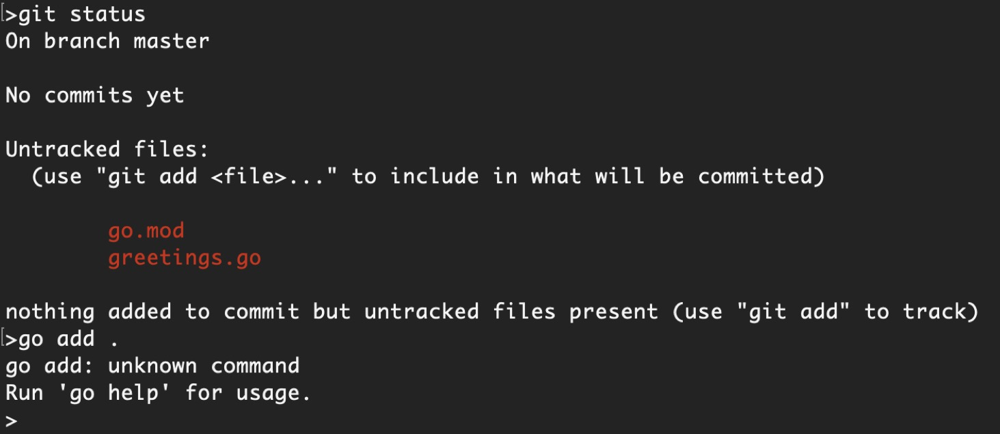 >git status
On branch master
No commits yet
Untracked files:
(use "git add <file>..." to include in what will be committed)
go.mod
greetings.go
nothing added to commit but untracked files present (use "git add" to track)
>go add .
go add: unknown command
Run 'go help' for usage.
>